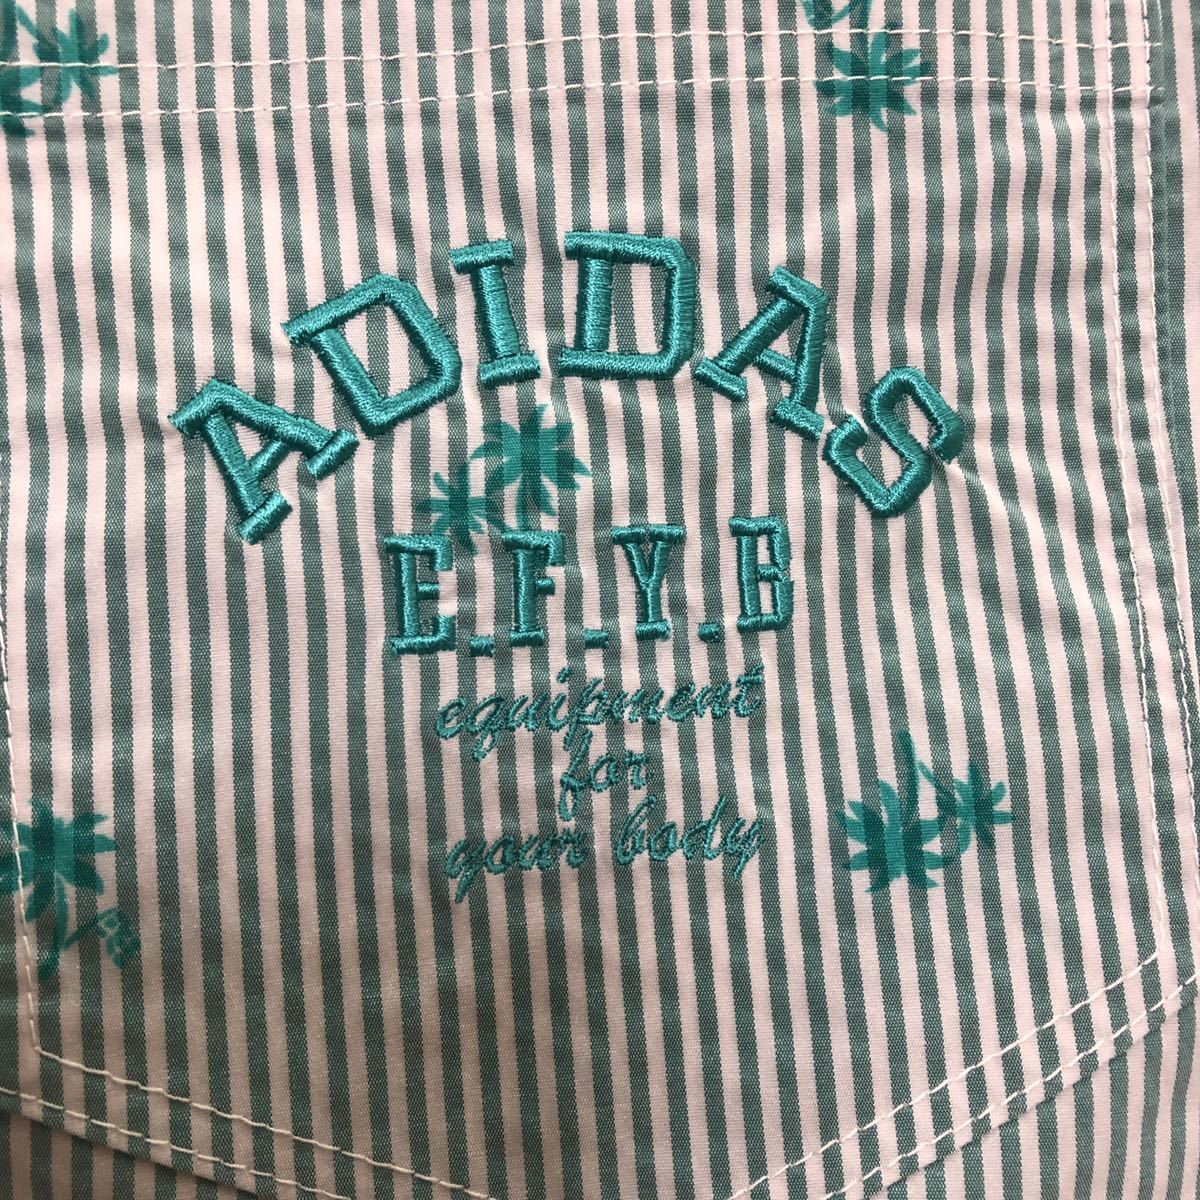 ADIDAS
E.F.Y.B
equipment
for
your body